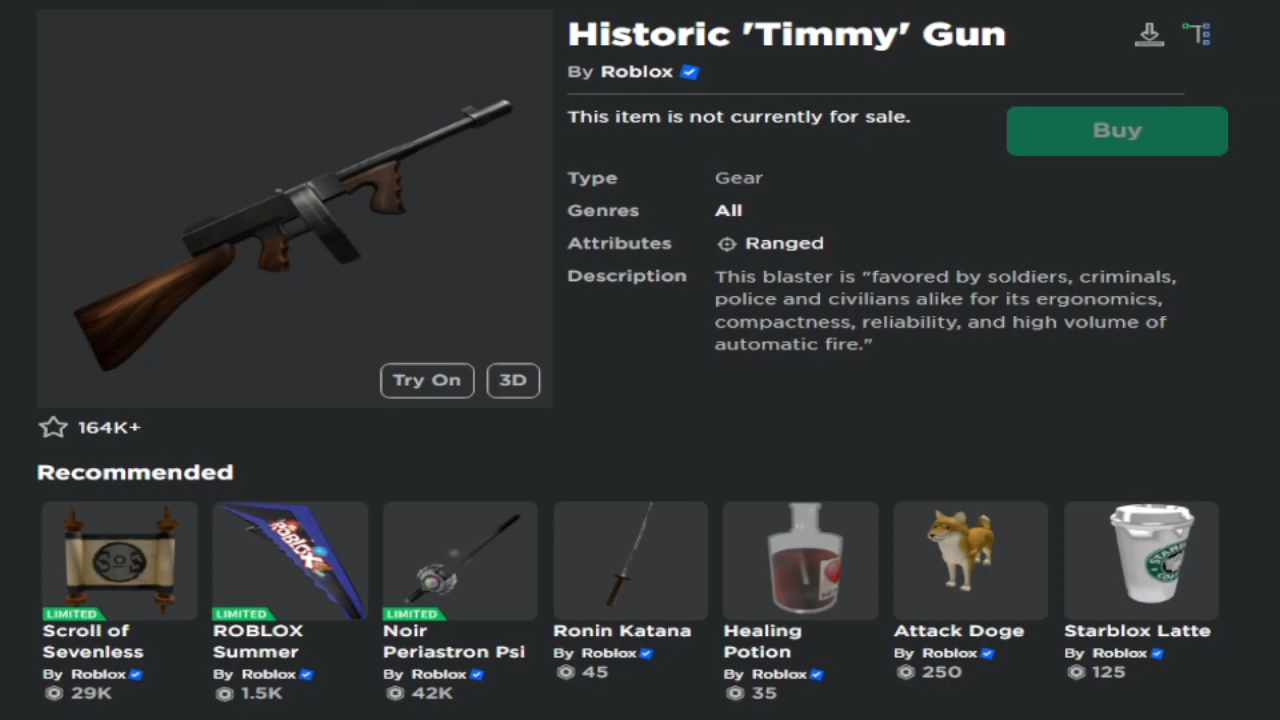 Historic 'Timmy' Gun
By Roblox
This item is not currently for sale.
Buy
Type Gear
Genres All
Attributes Ranged
Description This blaster is "favored by soldiers, criminals,
police and civilians alike for its ergonomics,
compactness, reliability, and high volume of
automatic fire."
Try On 3D
164K+
Recommended
ROBLOX
LIMITED LIMITED LIMITED
Scroll of
Sevenless
By Roblox
29K
ROBLOX
Summer
By Roblox
1.5K
Noir
Periastron Psi
By Roblox
42K
Ronin Katana
By Roblox
45
Healing
Potion
By Roblox
35
Attack Doge
By Roblox
250
Starblox Latte
By Roblox
125